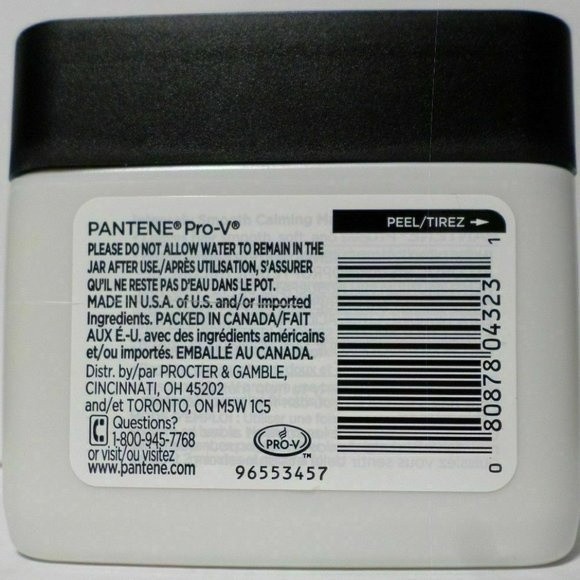 PANTENE® Pro-V®
PLEASE DO NOT ALLOW WATER TO REMAIN IN THE
JAR AFTER USE./APRÈS UTILISATION, S'ASSURER
QU'IL NE RESTE PAS D'EAU DANS LE POT.
MADE IN U.S.A. of U.S. and/or Imported
Ingredients. PACKED IN CANADA/FAIT
AUX É.-U. avec des ingrédients américains
et/ou importés. EMBALLÉ AU CANADA.
Distr. by/par PROCTER & GAMBLE,
CINCINNATI, OH 45202
and/et TORONTO, ON M5W 1C5
Questions?
1-800-945-7768
or visit/ou visitez
www.pantene.com
PRO-V™
96553457
PEEL/TIREZ →
0 80878 04323 1